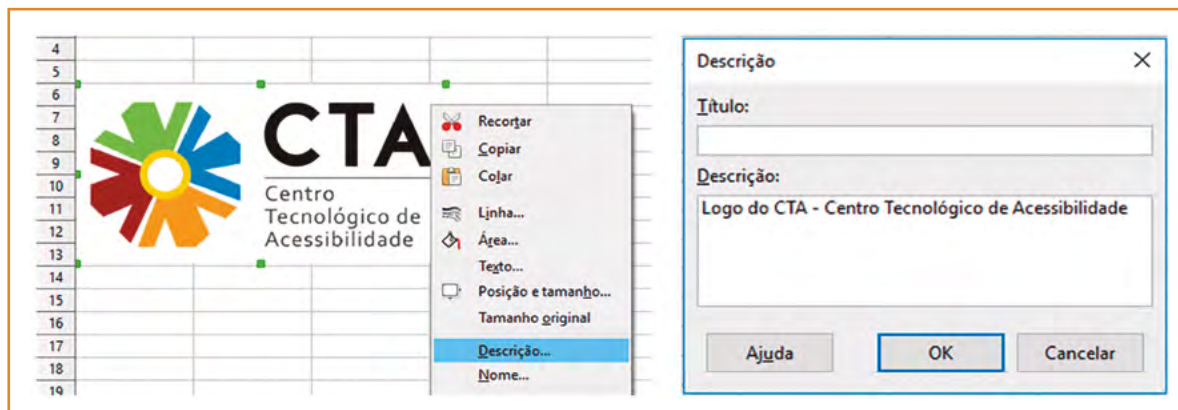 4
5
6
7
8
9
10
11
12
13
14
15
16
17
18
19
CTA
Centro
Tecnológico de
Acessibilidade
Recortar
Copiar
Colar
Linha...
Área...
Texto...
Posição e tamanho...
Tamanho original
Descrição...
Nome...
Descrição
Título:
Descrição:
Logo do CTA - Centro Tecnológico de Acessibilidade
Ajuda
OK
Cancelar